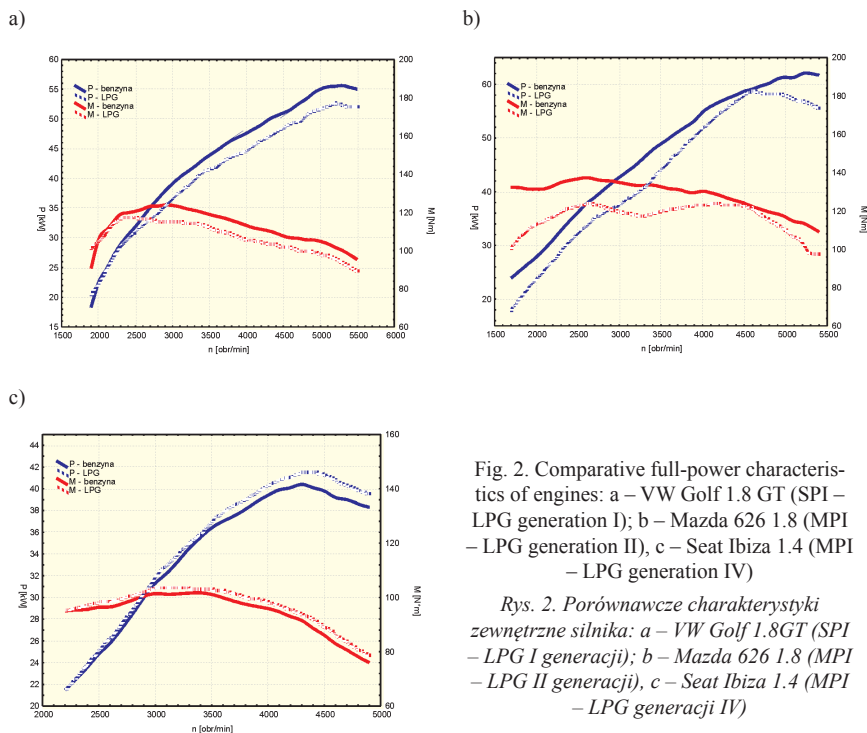 a)
60
55
50
45
40
35
30
25
20
15
P [kW]
P - benzyna
P - LPG
M - benzyna
M - LPG
200
180
160
140
120
100
80
60
M [Nm]
1500 2000 2500 3000 3500 4000 4500 5000 5500 6000
n [obr/min]
b)
60
50
40
30
20
P [kW]
P - benzyna
P - LPG
M - benzyna
M - LPG
200
180
160
140
120
100
80
60
M [Nm]
1500 2000 2500 3000 3500 4000 4500 5000 5500
n [obr/min]
c)
44
42
40
38
36
34
32
30
28
26
24
22
20
P [kW]
P - benzyna
P - LPG
M - benzyna
M - LPG
160
140
120
100
80
60
M [N*m]
2000 2500 3000 3500 4000 4500 5000
n [obr/min]
Fig. 2. Comparative full-power characteris-
tics of engines: a – VW Golf 1.8 GT (SPI –
LPG generation I); b – Mazda 626 1.8 (MPI
– LPG generation II), c – Seat Ibiza 1.4 (MPI
– LPG generation IV)
Rys. 2. Porównawcze charakterystyki
zewnętrzne silnika: a – VW Golf 1.8GT (SPI
– LPG I generacji); b – Mazda 626 1.8 (MPI
– LPG II generacji), c – Seat Ibiza 1.4 (MPI
– LPG generacji IV)